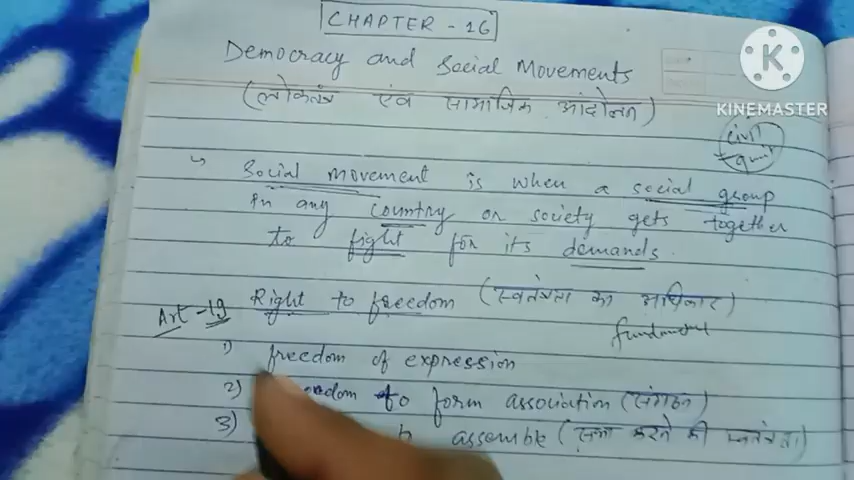 CHAPTER - 16
Democracy and Social Movements
(लोकतंत्र एंव सामाजिक आंदोलन)
K
KINEMASTER
civil
Social movement is when a social group
in any country or society gets together
to fight for its demands.
Art - 19 Right to freedom (स्वतंत्रता का अधिकार)
1) freedom of expression
2) to form association (संगठन)
3) assemble (सभा करने की स्वतंत्रता)